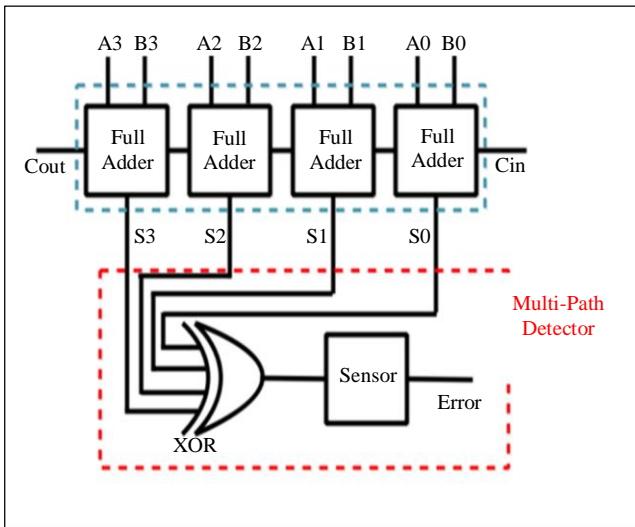 A3 B3 A2 B2 A1 B1 A0 B0
Full Adder
Full Adder
Full Adder
Full Adder
Cout
Cin
S3 S2 S1 S0
Multi-Path
Detector
Sensor
Error
XOR